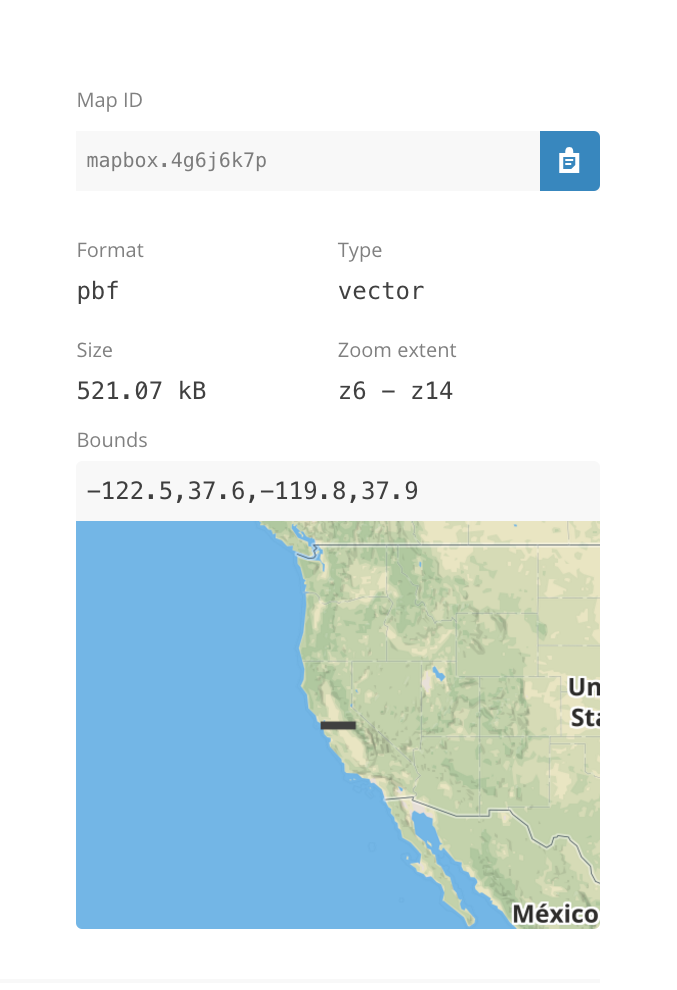 Map ID
mapbox.4g6j6k7p
Format
Type
pbf
vector
Size
Zoom extent
521.07 kB
z6 – z14
Bounds
-122.5,37.6,-119.8,37.9
Un
Sta
México